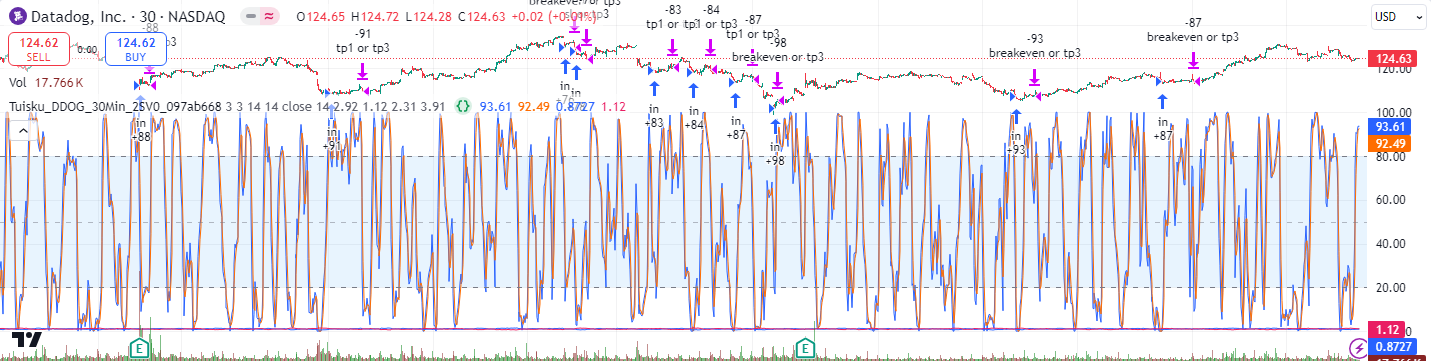 Datadog, Inc. · 30 · NASDAQ
O124.65 H124.72 L124.28 C124.63 +0.02 (+0.01%)
USD
124.62
SELL
0.00
124.62
BUY
Vol 17.766 K
Tuisku_DDOG_30Min_25V0_097ab668 3 3 14 14 close 14 2.92 1.12 2.31 3.91 93.61 92.49 0.8727 1.12
-88
in
+88
-91
tp1 or tp3
in
+91
breakeven or tp3
in
-83
tp1 or tp3
in
+83
-84
in
+84
-87
tp1 or tp3
in
+87
-98
breakeven or tp3
in
+98
-93
breakeven or tp3
in
+93
-87
breakeven or tp3
in
+87
124.63
120.00
100.00
93.61
92.49
80.00
60.00
40.00
20.00
1.12
0.8727
E
E